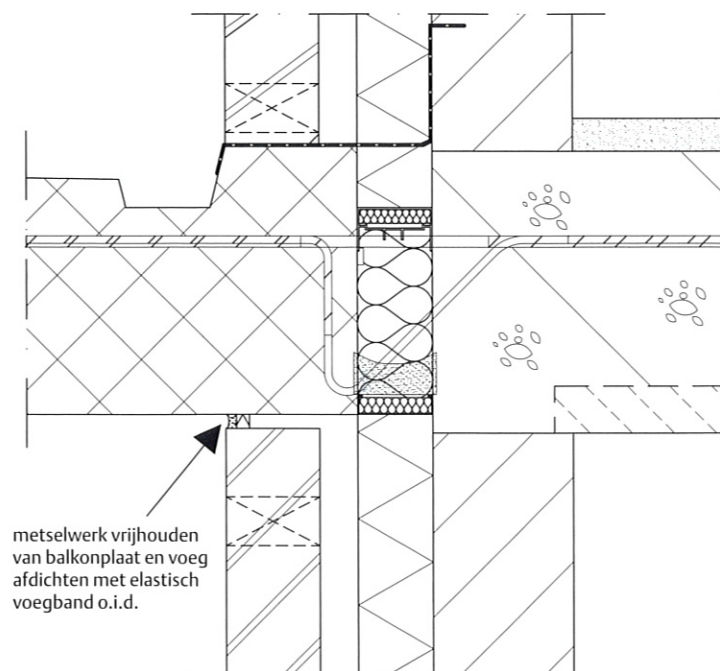 metselwerk vrijhouden
van balkonplaat en voeg
afdichten met elastisch
voegband o.i.d.